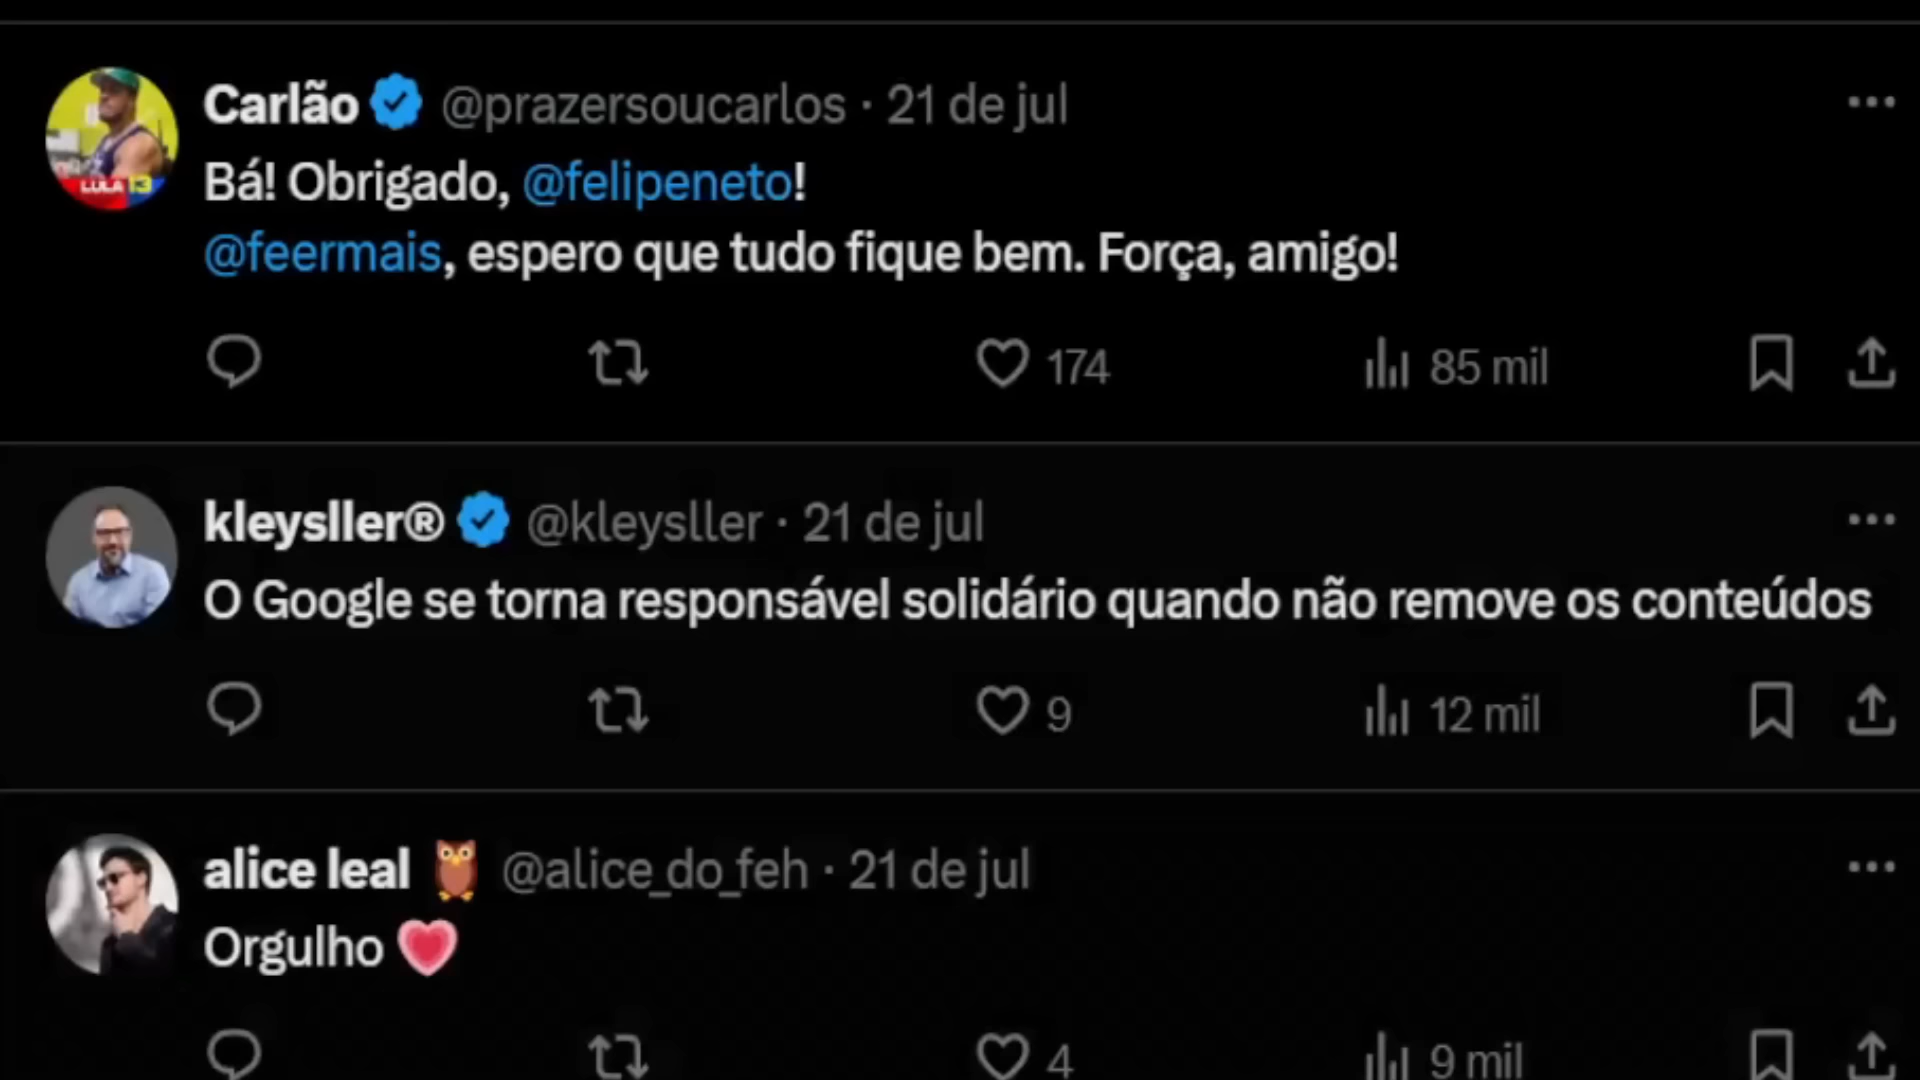 Carlão @prazersoucarlos · 21 de jul
LULA 13
Bá! Obrigado, @felipeneto!
@feermais, espero que tudo fique bem. Força, amigo!
174 85 mil
kleysller® @kleysller · 21 de jul
O Google se torna responsável solidário quando não remove os conteúdos
9 12 mil
alice leal 🦉 @alice_do_feh · 21 de jul
Orgulho 💗
4 9 mil